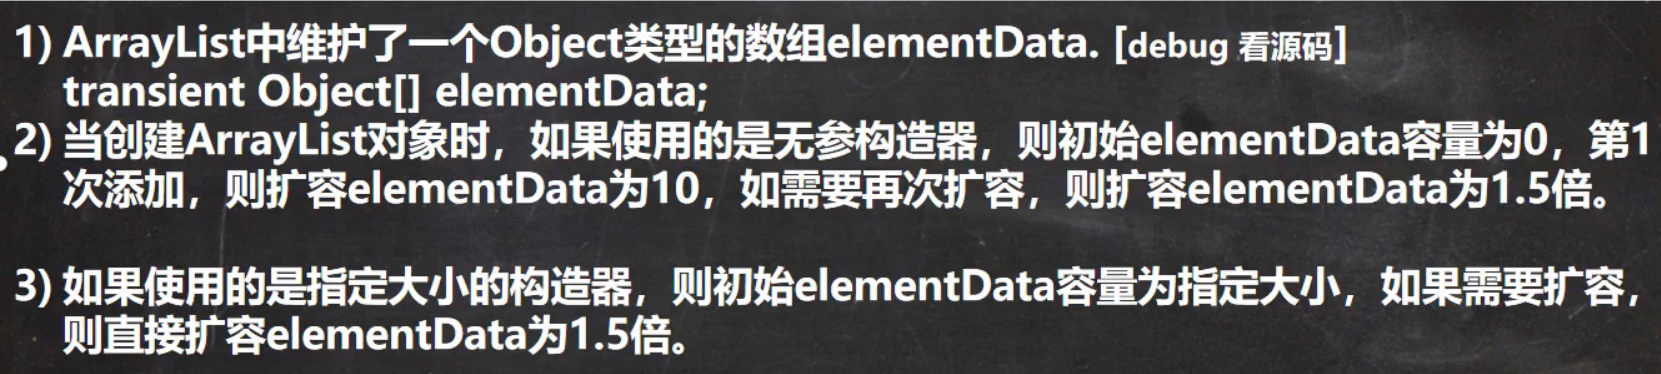 1) ArrayList中维护了一个Object类型的数组elementData. [debug 看源码]
transient Object[] elementData;
2) 当创建ArrayList对象时，如果使用的是无参构造器，则初始elementData容量为0，第1
次添加，则扩容elementData为10，如需要再次扩容，则扩容elementData为1.5倍。
3) 如果使用的是指定大小的构造器，则初始elementData容量为指定大小，如果需要扩容，
则直接扩容elementData为1.5倍。